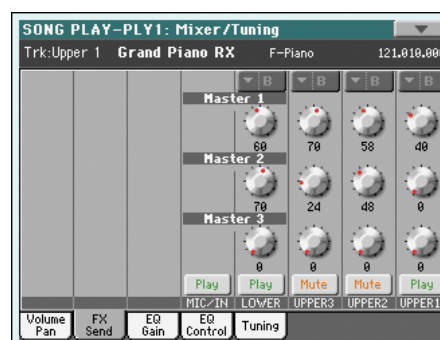 SONG PLAY-PLY1: Mixer/Tuning
Trk:Upper 1 Grand Piano RX F-Piano 121.010.000
B B B B
Master 1
60 70 58 40
Master 2
70 24 48 0
Master 3
0 0 0 0
Play Play Mute Mute Play
MIC/IN LOWER UPPER3 UPPER2 UPPER1
Volume Pan FX Send EQ Gain EQ Control Tuning